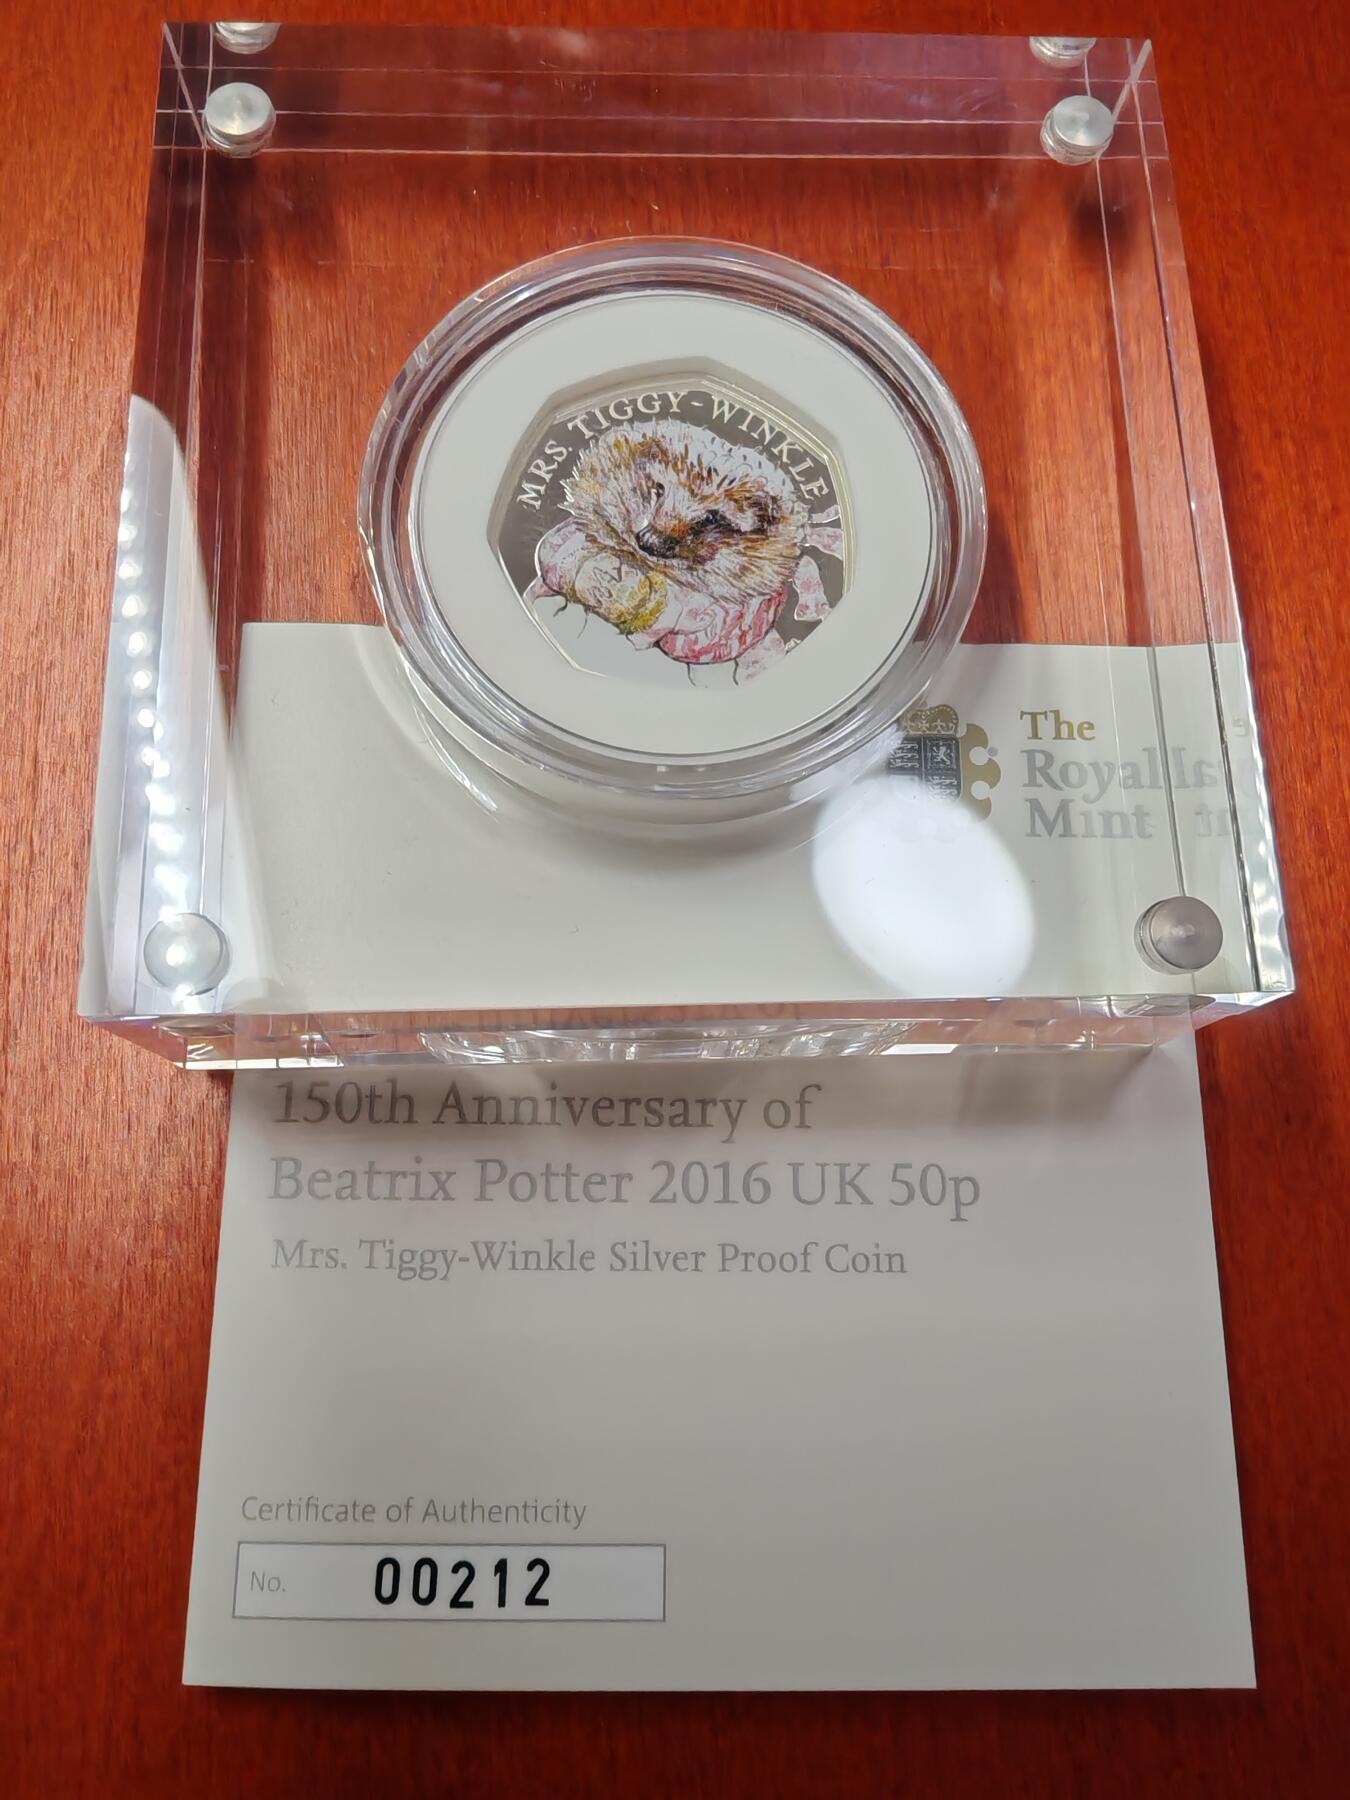 MRS. TIGGY-WINKLE
The
Royal
Mint
150th Anniversary of
Beatrix Potter 2016 UK 50p
Mrs. Tiggy-Winkle Silver Proof Coin
Certificate of Authenticity
No. 00212